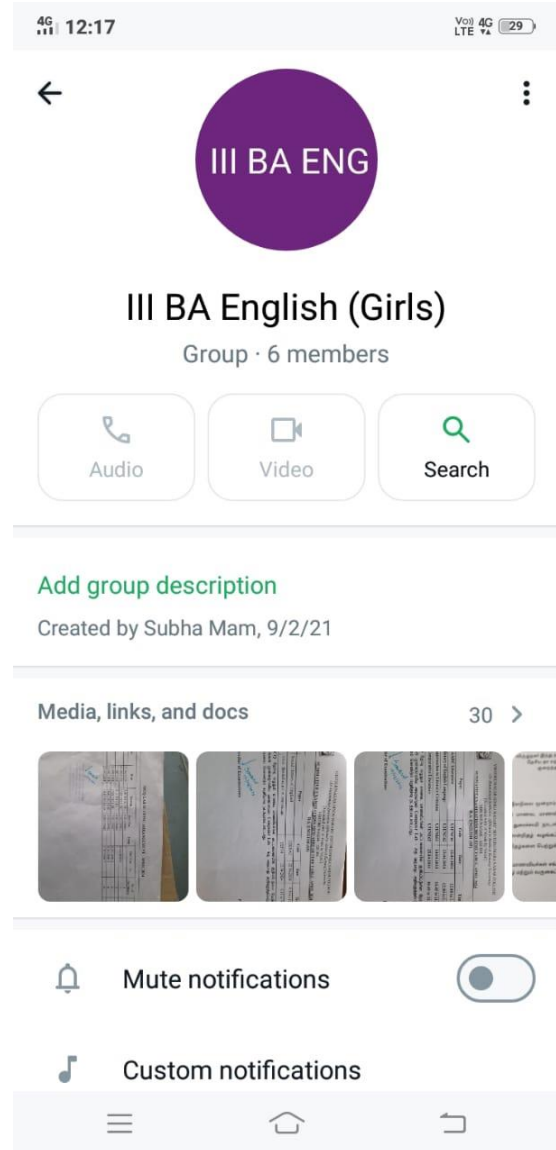 4G 12:17 Vo)) LTE 4G 29
III BA ENG
III BA English (Girls)
Group · 6 members
Audio Video Search
Add group description
Created by Subha Mam, 9/2/21
Media, links, and docs 30
Mute notifications
Custom notifications